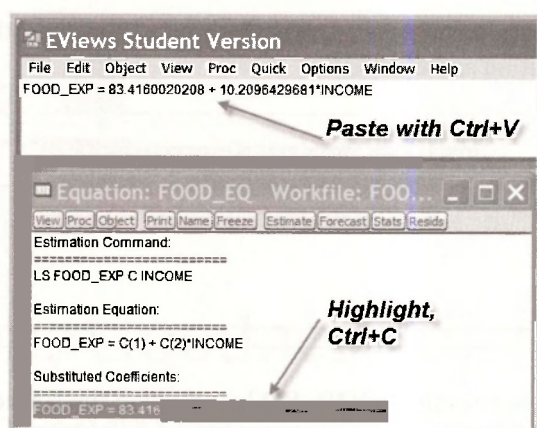 EViews Student Version
File Edit Object View Proc Quick Options Window Help
FOOD_EXP = 83.4160020208 + 10.2096429681*INCOME
Paste with Ctrl+V
Equation: FOOD_EQ Workfile: FOO...
View Proc Object Print Name Freeze Estimate Forecast Stats Resids
Estimation Command:
=========================
LS FOOD_EXP C INCOME
Estimation Equation:
=========================
FOOD_EXP = C(1) + C(2)*INCOME
Highlight,
Ctrl+C
Substituted Coefficients:
=========================
FOOD_EXP = 83.416